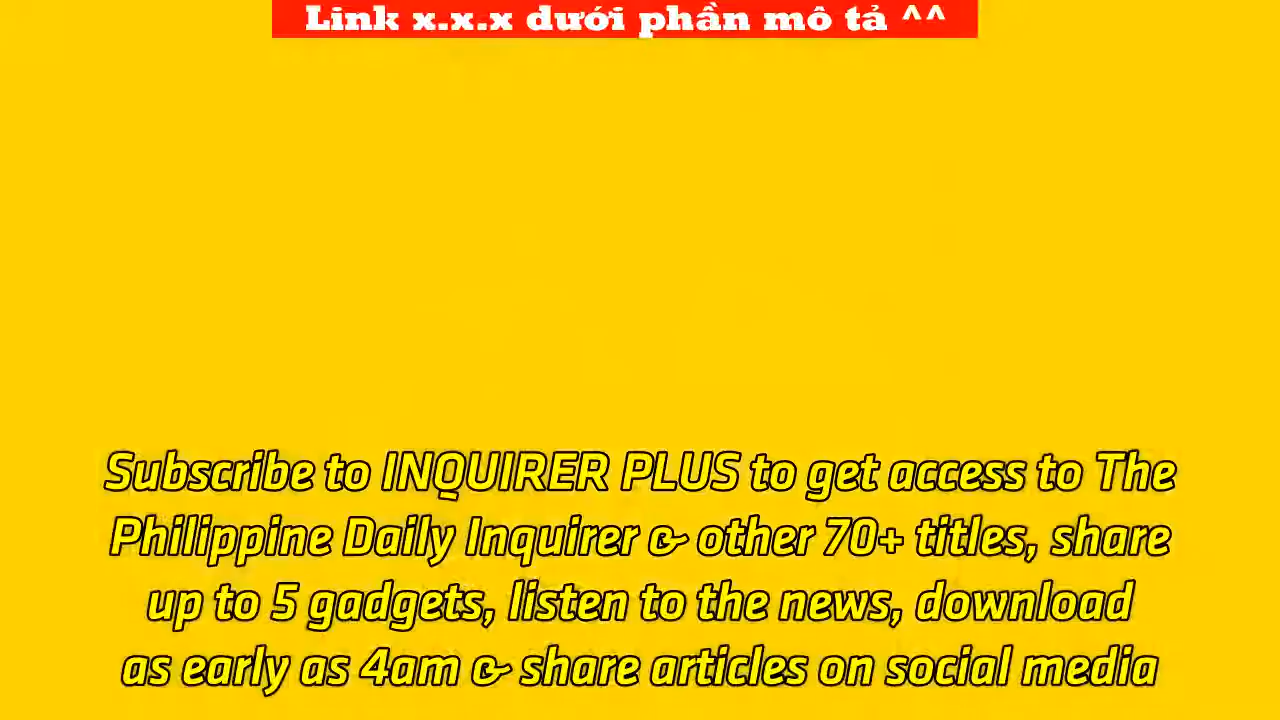 Link x.x.x dưới phần mô tả ^^
Subscribe to INQUIRER PLUS to get access to The
Philippine Daily Inquirer & other 70+ titles, share
up to 5 gadgets, listen to the news, download
as early as 4am & share articles on social media